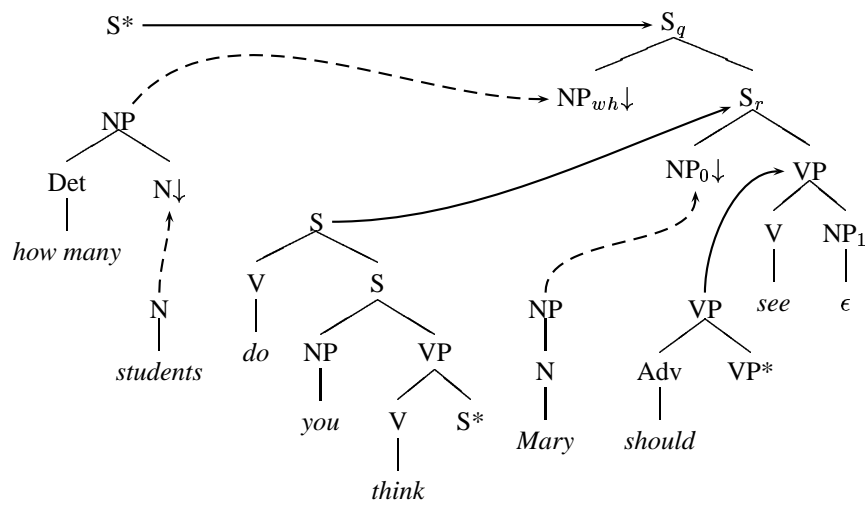 S* S_q
NP_wh↓ S_r
NP
Det N↓ NP_0↓ VP
how many S V NP_1
V S see ϵ
N NP VP
students do NP VP N Adv VP*
you V S* Mary should
think